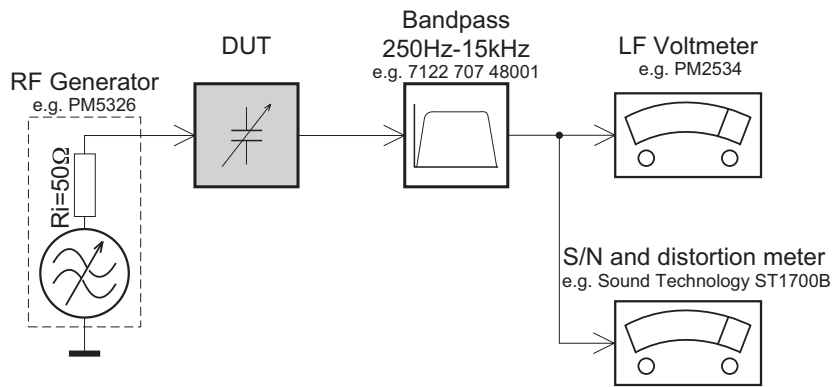 RF Generator
e.g. PM5326
Ri=50Ω
DUT
Bandpass
250Hz-15kHz
e.g. 7122 707 48001
LF Voltmeter
e.g. PM2534
S/N and distortion meter
e.g. Sound Technology ST1700B